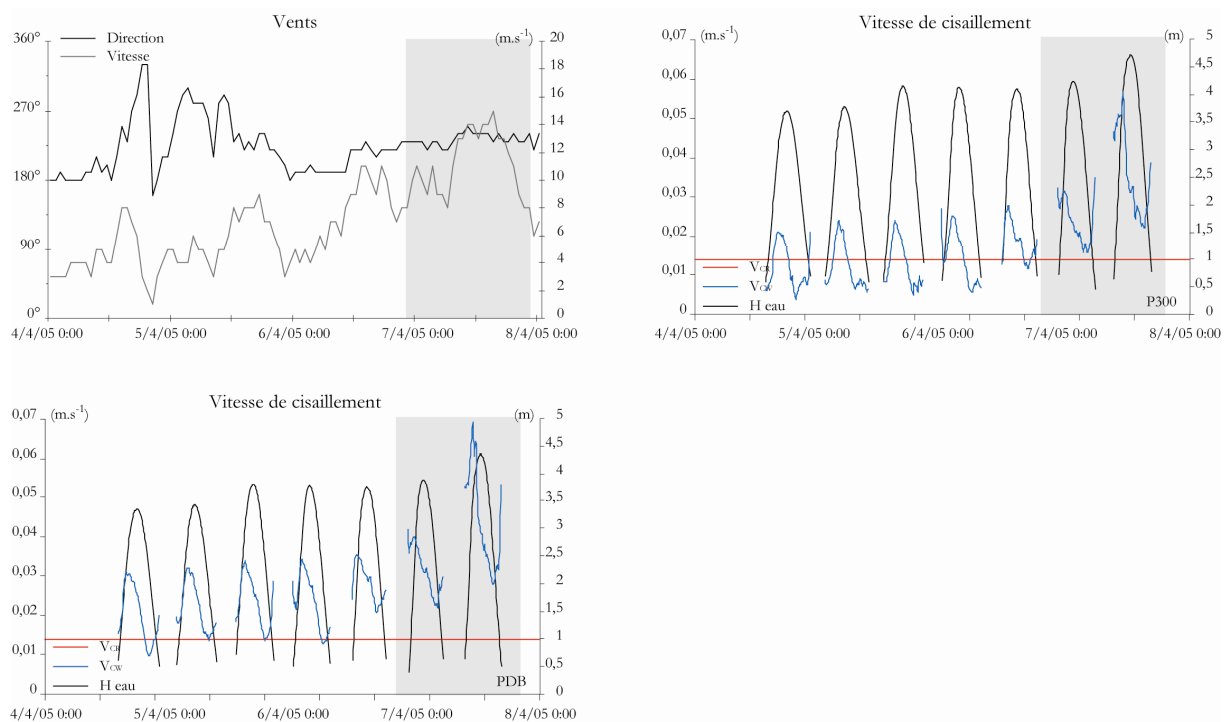 Vents
360° Direction (m.s⁻¹) 20
Vitesse 18
270° 16
14
12
180° 10
8
90° 6
4
2
0° 0
4/4/05 0:00 5/4/05 0:00 6/4/05 0:00 7/4/05 0:00 8/4/05 0:00
Vitesse de cisaillement
0,07 (m.s⁻¹) (m) 5
4,5
0,06
4
0,05
3,5
0,04 3
2,5
0,03
2
0,02 1,5
1
0,01 V_CR
V_CW 0,5
0 H eau P300 0
4/4/05 0:00 5/4/05 0:00 6/4/05 0:00 7/4/05 0:00 8/4/05 0:00
Vitesse de cisaillement
0,07 (m.s⁻¹) (m) 5
4,5
0,06
4
0,05
3,5
0,04 3
2,5
0,03
2
0,02 1,5
1
0,01 V_CR
V_CW 0,5
0 H eau PDB 0
4/4/05 0:00 5/4/05 0:00 6/4/05 0:00 7/4/05 0:00 8/4/05 0:00